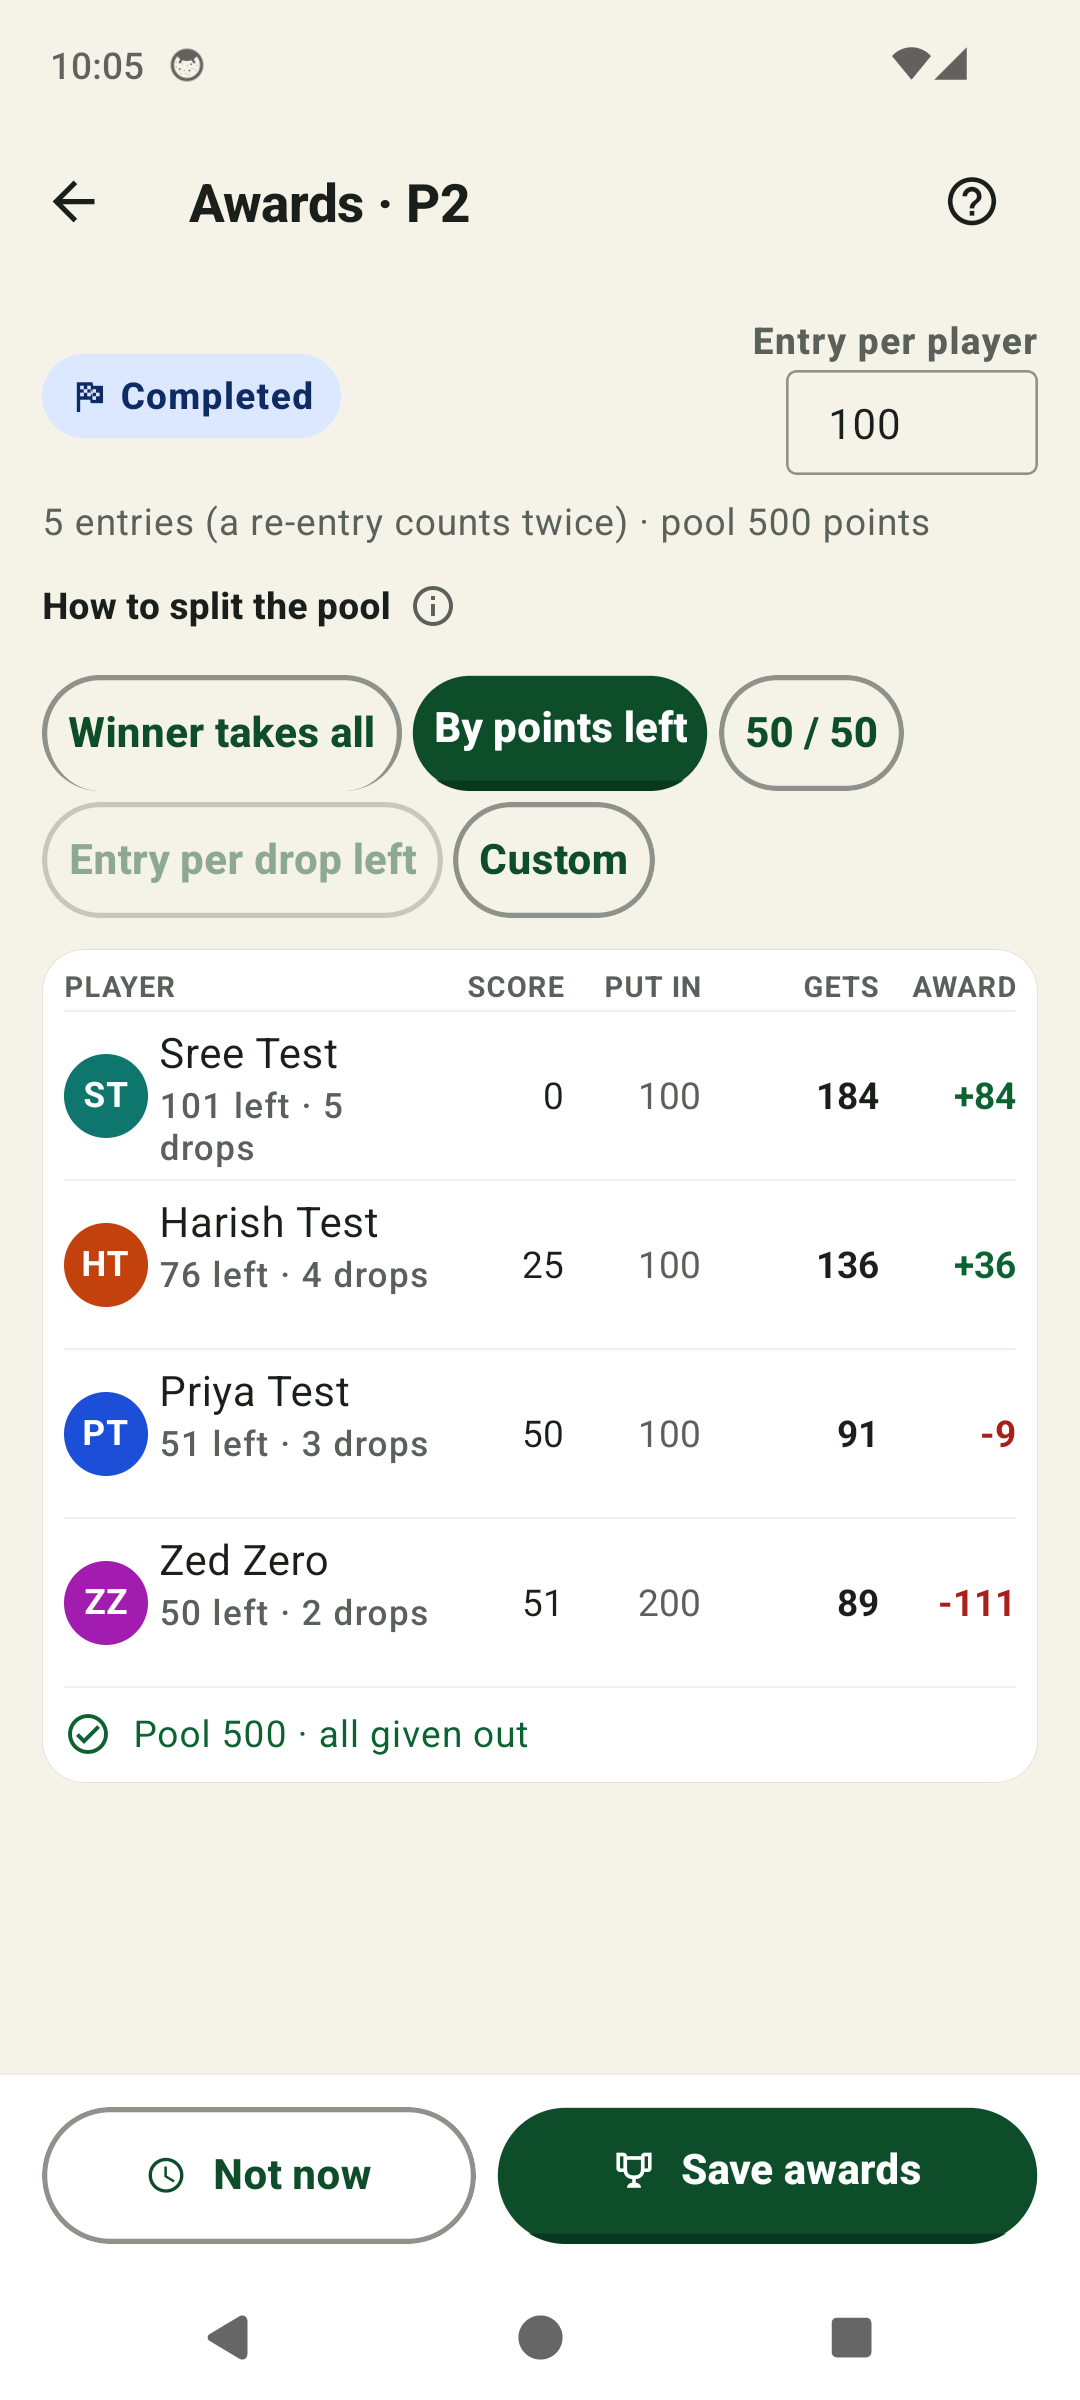 10:05
Awards · P2
Entry per player
Completed
100
5 entries (a re-entry counts twice) · pool 500 points
How to split the pool
Winner takes all
By points left
50 / 50
Entry per drop left
Custom
PLAYER SCORE PUT IN GETS AWARD
ST
Sree Test
101 left · 5
drops
0 100 184 +84
HT
Harish Test
76 left · 4 drops
25 100 136 +36
PT
Priya Test
51 left · 3 drops
50 100 91 -9
ZZ
Zed Zero
50 left · 2 drops
51 200 89 -111
Pool 500 · all given out
Not now
Save awards